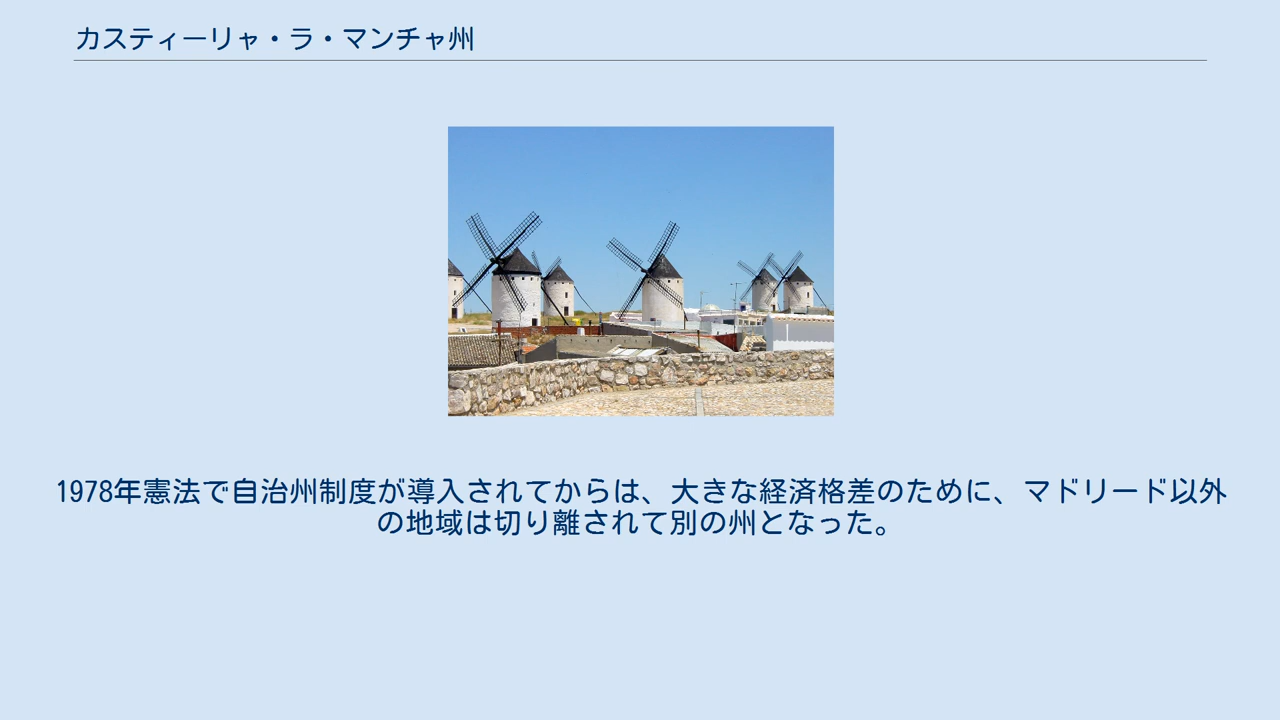 カスティーリャ・ラ・マンチャ州
1978年憲法で自治州制度が導入されてからは、大きな経済格差のために、マドリード以外
の地域は切り離されて別の州となった。